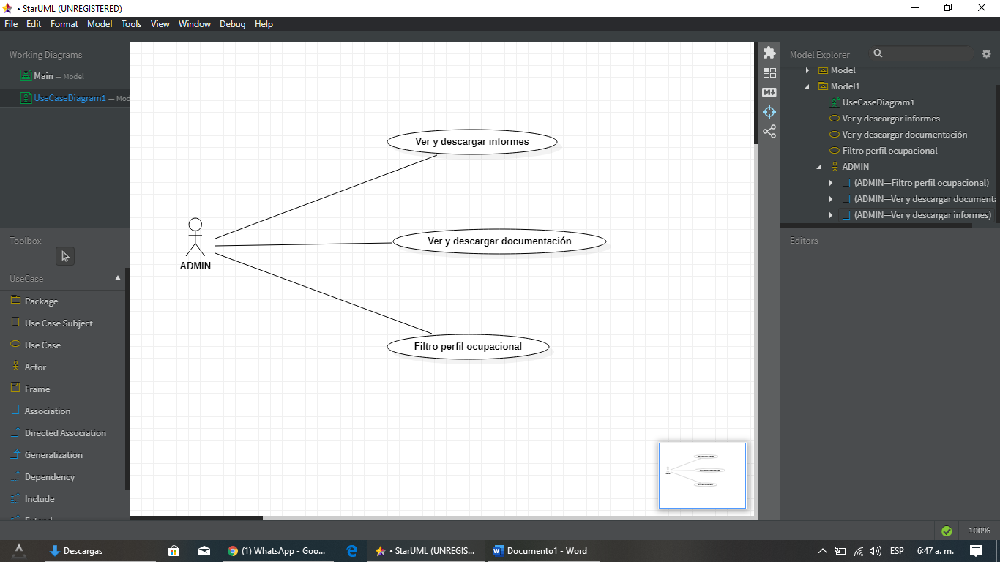 • StarUML (UNREGISTERED)
File Edit Format Model Tools View Window Debug Help
Working Diagrams
Main — Model
UseCaseDiagram1 — Mod
Toolbox
UseCase
Package
Use Case Subject
Use Case
Actor
Frame
Association
Directed Association
Generalization
Dependency
Include
Extend
Ver y descargar informes
Ver y descargar documentación
ADMIN
Filtro perfil ocupacional
Model Explorer
Model
Model1
UseCaseDiagram1
Ver y descargar informes
Ver y descargar documentación
Filtro perfil ocupacional
ADMIN
(ADMIN—Filtro perfil ocupacional)
(ADMIN—Ver y descargar documenta
(ADMIN—Ver y descargar informes)
Editors
100%
Descargas
(1) WhatsApp - Goo...
• StarUML (UNREGIS...
Documento1 - Word
ESP
6:47 a. m.